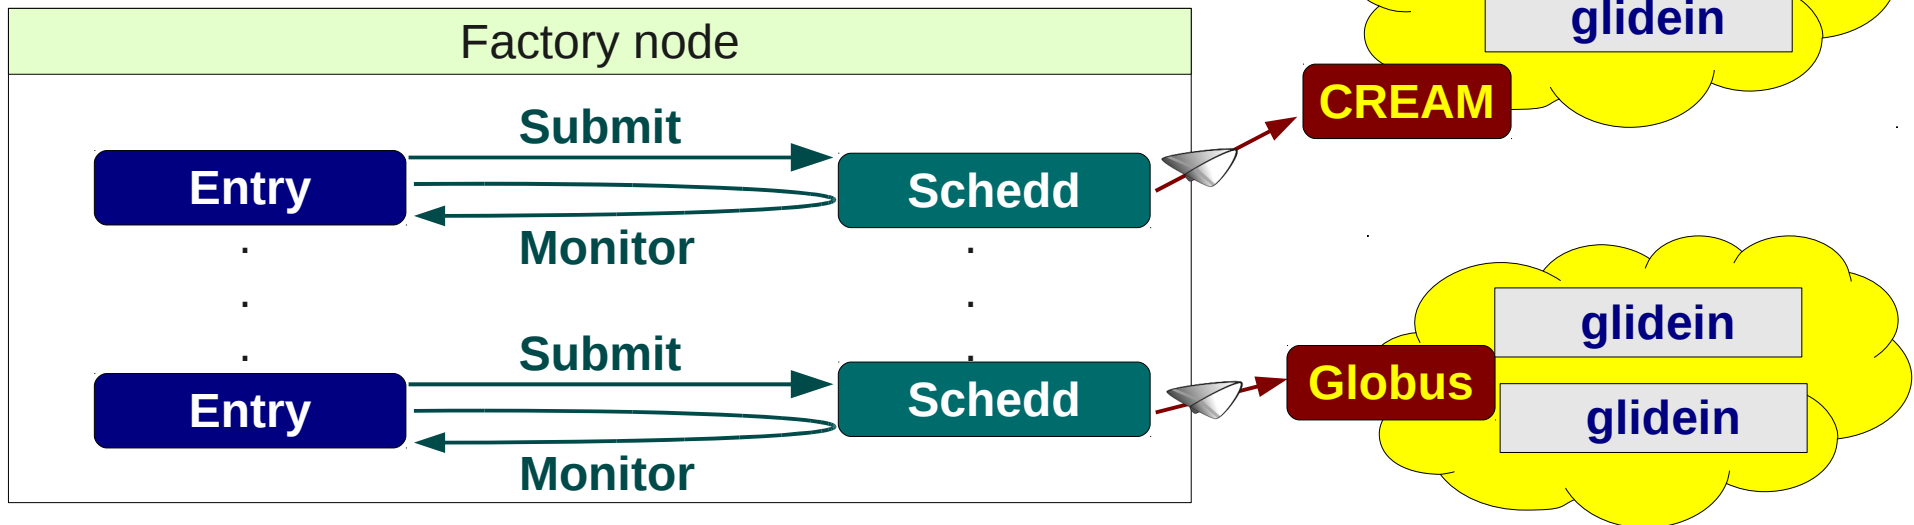 glidein
Factory node
CREAM
Submit
Entry
Schedd
Monitor
glidein
Submit
Globus
Entry
Schedd
glidein
Monitor